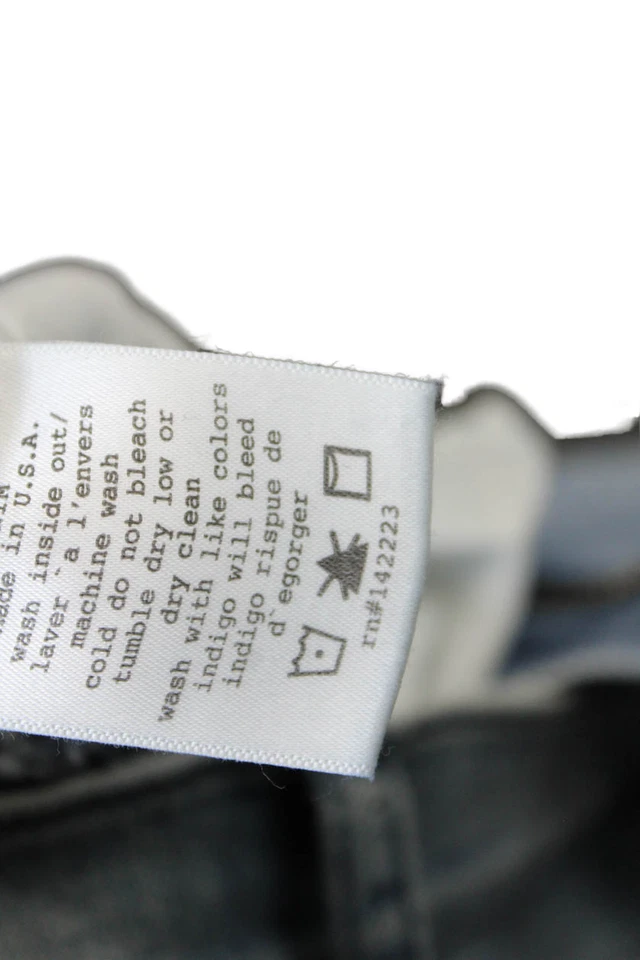 made in U.S.A.
wash inside out/
laver `a l'envers
machine wash
cold do not bleach
tumble dry low or
dry clean
wash with like colors
indigo will bleed
indigo rispue de
d`egorger
rn#142223